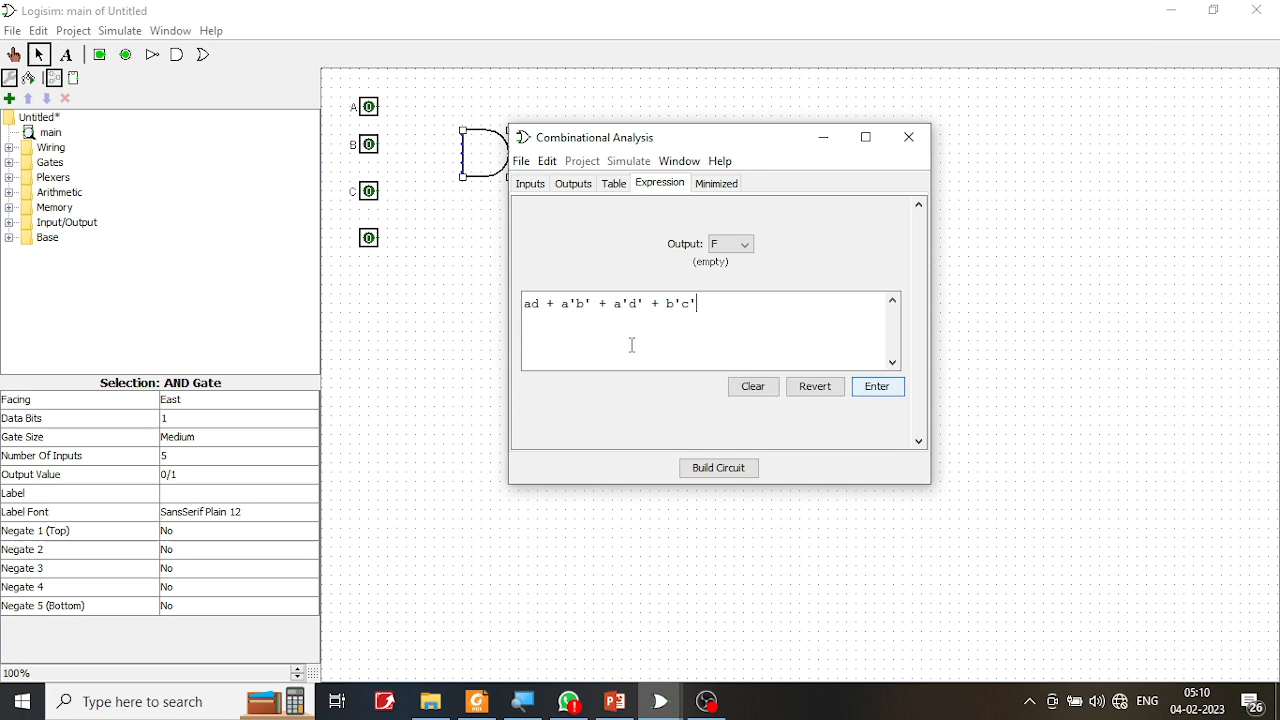 Logisim: main of Untitled
File Edit Project Simulate Window Help
A
Untitled*
main
Wiring
Gates
Plexers
Arithmetic
Memory
Input/Output
Base
Selection: AND Gate
Facing East
Data Bits 1
Gate Size Medium
Number Of Inputs 5
Output Value 0/1
Label
Label Font SansSerif Plain 12
Negate 1 (Top) No
Negate 2 No
Negate 3 No
Negate 4 No
Negate 5 (Bottom) No
100%
A 0
B 0
C 0
0
Combinational Analysis
File Edit Project Simulate Window Help
Inputs Outputs Table Expression Minimized
Output: F
(empty)
ad + a'b' + a'd' + b'c'
Clear Revert Enter
Build Circuit
Type here to search
ENG
05:10
04-02-2023
26